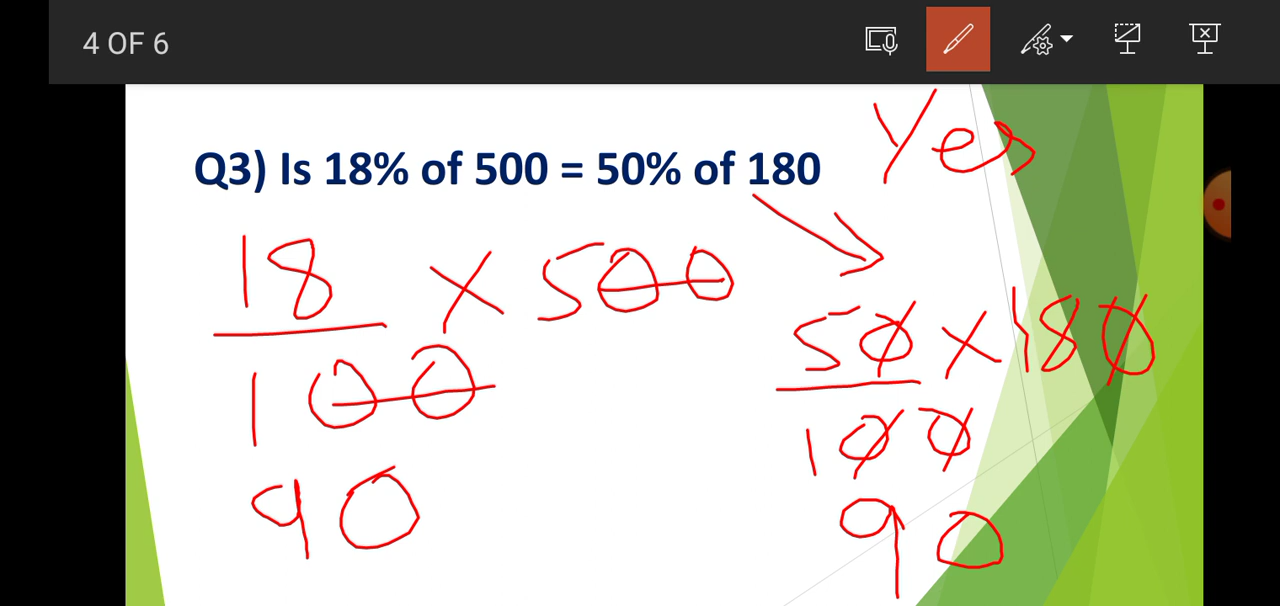 4 OF 6
Yes
Q3) Is 18% of 500 = 50% of 180
18 × 500
100
90
50 × 180
100
90